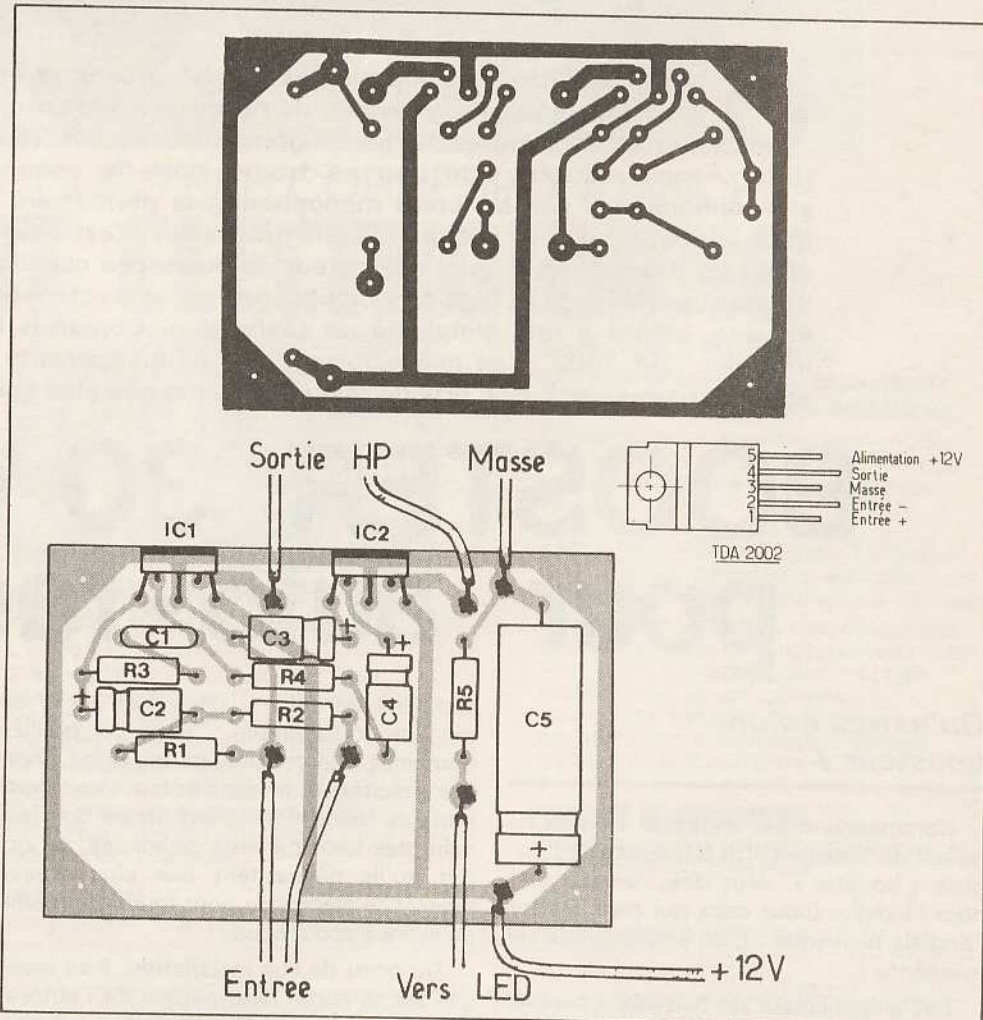 Sortie HP Masse
5 Alimentation +12V
4 Sortie
3 Masse
2 Entrée -
1 Entrée +
TDA 2002
IC1 IC2
C1
C3
+
+
R3
R4
+
C2
R2
C4
R5
C5
R1
+
Entrée
Vers LED
+12V